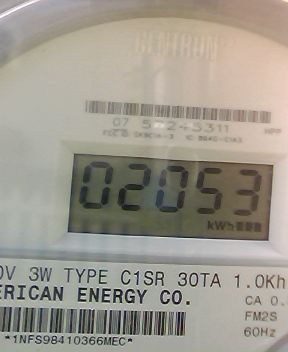 CENTRON
02053
kWh
0V 3W TYPE C1SR 30TA 1.0Kh
ERICAN ENERGY CO.
CA 0.
FM2S
60Hz
*1NFS98410366MEC*